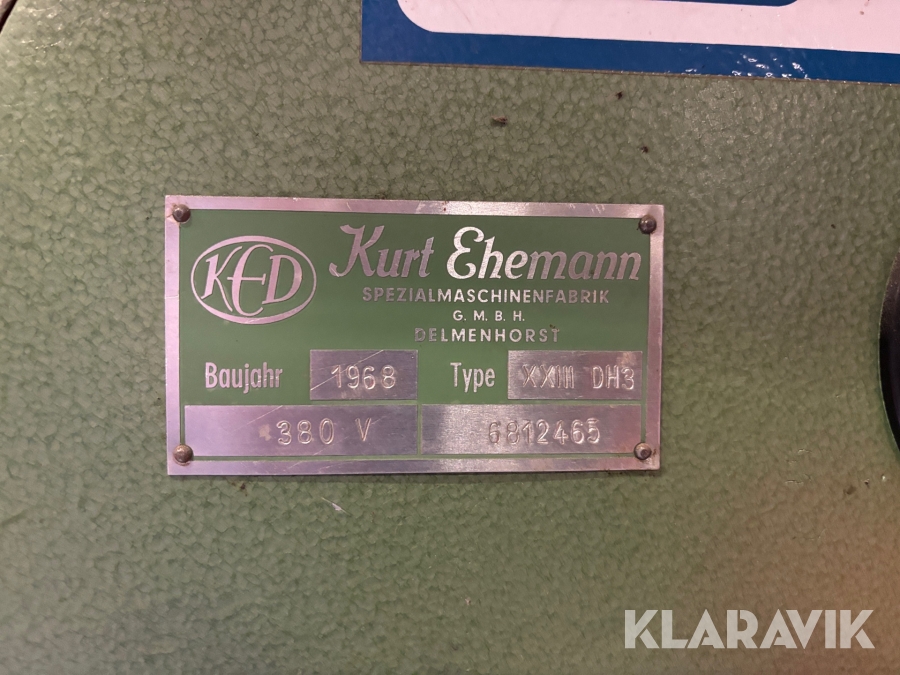 KED
Kurt Ehemann
SPEZIALMASCHINENFABRIK
G. M. B. H.
DELMENHORST
Baujahr 1968 Type XXIII DH3
380 V 6812465
KLARAVIK